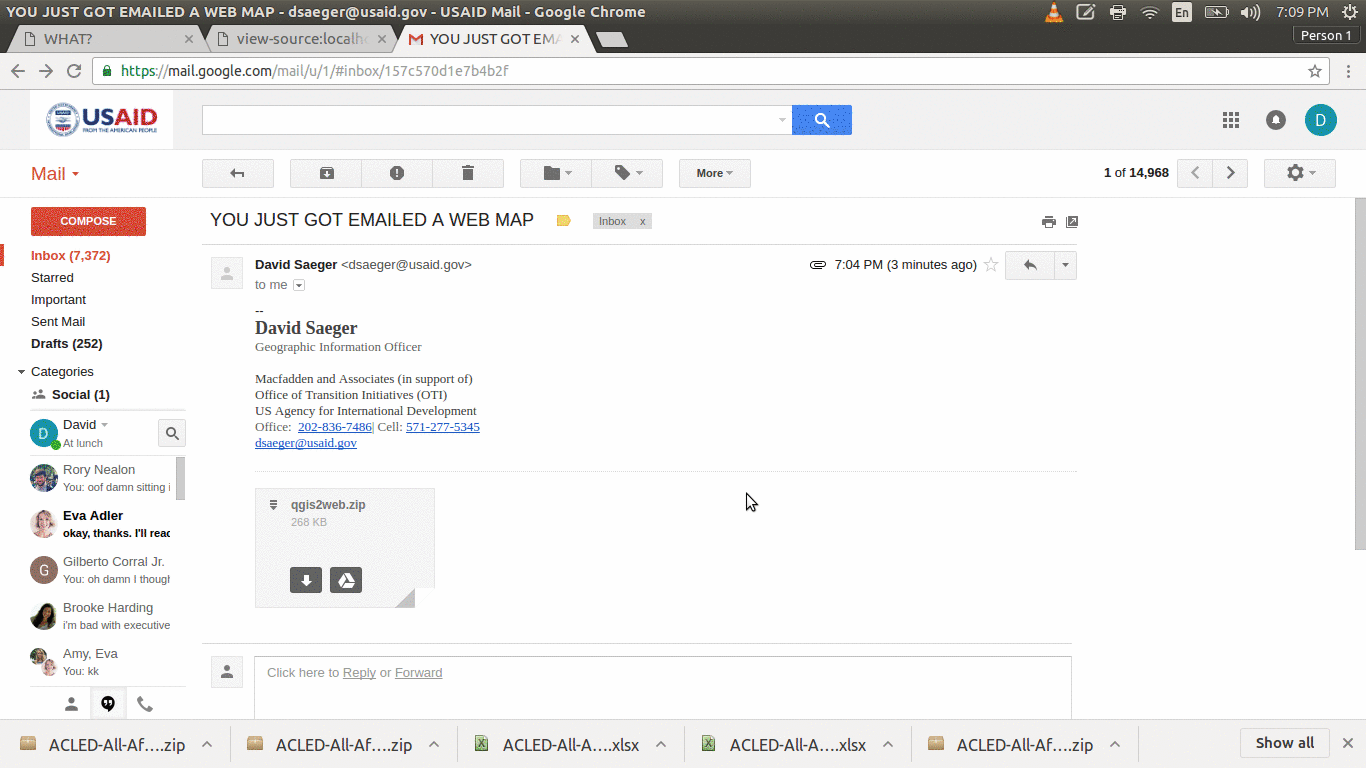 YOU JUST GOT EMAILED A WEB MAP - dsaeger@usaid.gov - USAID Mail - Google Chrome
En
7:09 PM
WHAT?
view-source:localh
YOU JUST GOT EMA
Person 1
https://mail.google.com/mail/u/1/#inbox/157c570d1e7b4b2f
USAID
FROM THE AMERICAN PEOPLE
D
Mail
More
1 of 14,968
COMPOSE
Inbox (7,372)
Starred
Important
Sent Mail
Drafts (252)
Categories
Social (1)
D
David
At lunch
Rory Nealon
You: oof damn sitting i
Eva Adler
okay, thanks. I'll read
G
Gilberto Corral Jr.
You: oh damn I though
Brooke Harding
i'm bad with executive
Amy, Eva
You: kk
YOU JUST GOT EMAILED A WEB MAP
Inbox x
David Saeger <dsaeger@usaid.gov>
7:04 PM (3 minutes ago)
to me
--
David Saeger
Geographic Information Officer
Macfadden and Associates (in support of)
Office of Transition Initiatives (OTI)
US Agency for International Development
Office: 202-836-7486| Cell: 571-277-5345
dsaeger@usaid.gov
qgis2web.zip
268 KB
Click here to Reply or Forward
ACLED-All-Af....zip
ACLED-All-Af....zip
ACLED-All-A....xlsx
ACLED-All-A....xlsx
ACLED-All-Af....zip
Show all